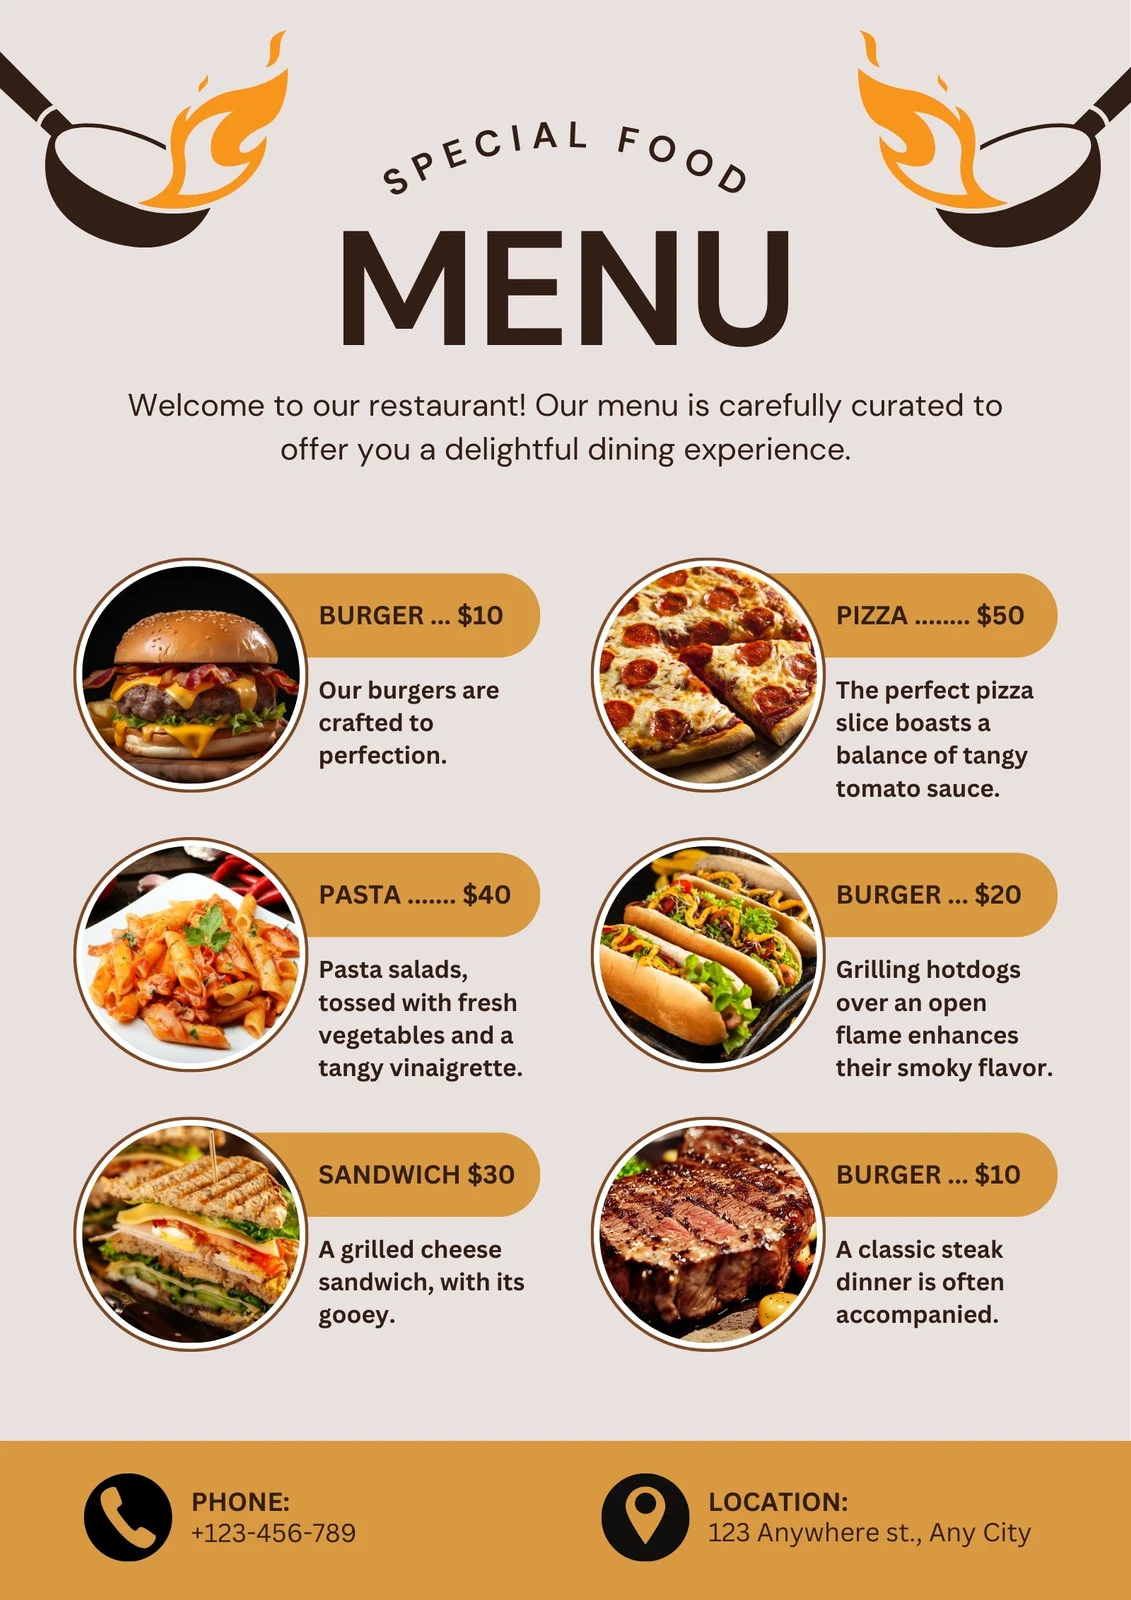 SPECIAL FOOD
MENU
Welcome to our restaurant! Our menu is carefully curated to
offer you a delightful dining experience.
BURGER ... $10
Our burgers are
crafted to
perfection.
PIZZA ........ $50
The perfect pizza
slice boasts a
balance of tangy
tomato sauce.
PASTA ....... $40
Pasta salads,
tossed with fresh
vegetables and a
tangy vinaigrette.
BURGER ... $20
Grilling hotdogs
over an open
flame enhances
their smoky flavor.
SANDWICH $30
A grilled cheese
sandwich, with its
gooey.
BURGER ... $10
A classic steak
dinner is often
accompanied.
PHONE:
+123-456-789
LOCATION:
123 Anywhere st., Any City